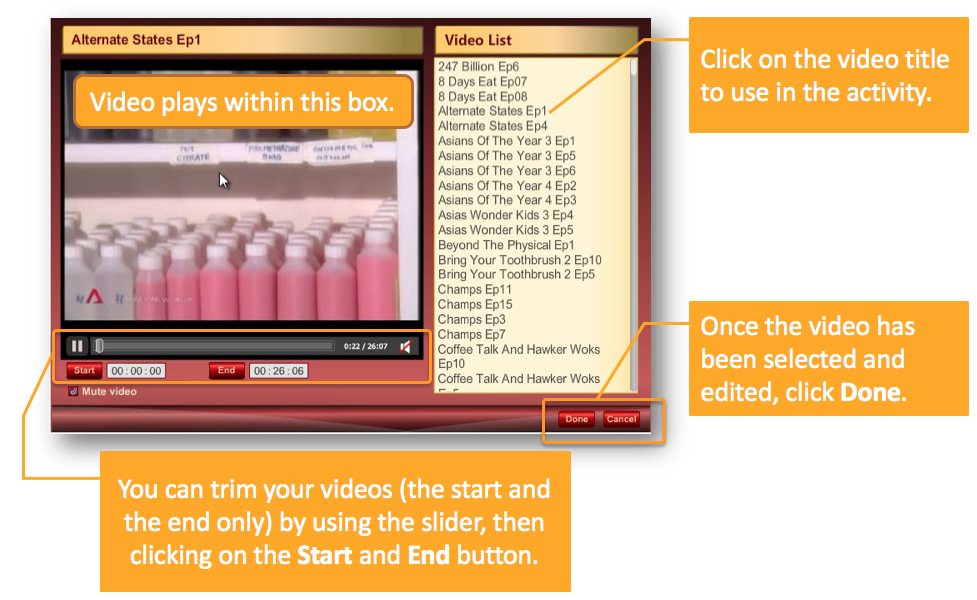 Alternate States Ep1
Video plays within this box.
CITRATE
5MG
0:22 / 26:07
Start 00 : 00 : 00 End 00 : 26 : 06
Mute video
Video List
247 Billion Ep6
8 Days Eat Ep07
8 Days Eat Ep08
Alternate States Ep1
Alternate States Ep4
Asians Of The Year 3 Ep1
Asians Of The Year 3 Ep5
Asians Of The Year 3 Ep6
Asians Of The Year 4 Ep2
Asians Of The Year 4 Ep3
Asias Wonder Kids 3 Ep4
Asias Wonder Kids 3 Ep5
Beyond The Physical Ep1
Bring Your Toothbrush 2 Ep10
Bring Your Toothbrush 2 Ep5
Champs Ep11
Champs Ep15
Champs Ep3
Champs Ep7
Coffee Talk And Hawker Woks
Ep10
Coffee Talk And Hawker Woks
Done Cancel
Click on the video title
to use in the activity.
Once the video has
been selected and
edited, click Done.
You can trim your videos (the start and
the end only) by using the slider, then
clicking on the Start and End button.